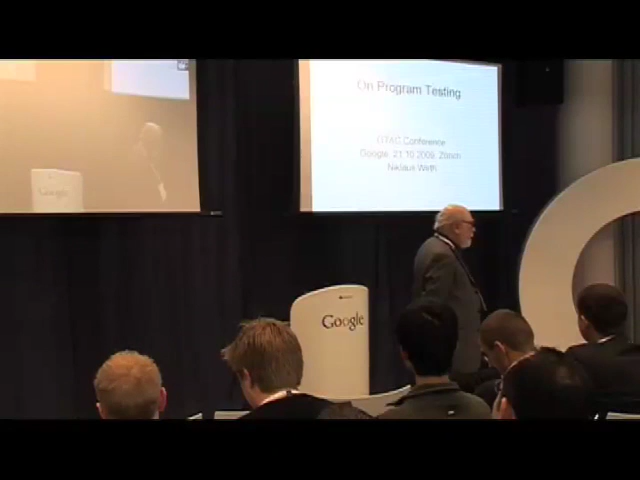 On Program Testing
GTAC Conference
Google, 21.10.2009, Zürich
Niklaus Wirth
Google
Google